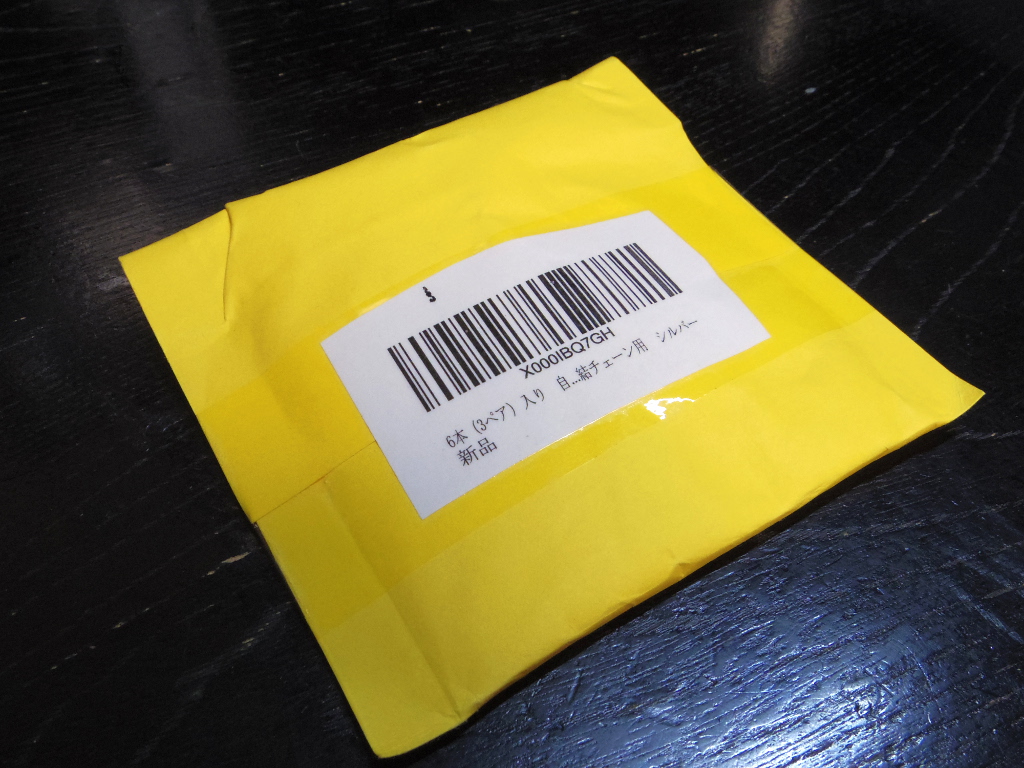 X000IBQ7GH
6本 (3ペア) 入り 自...結チェーン用 シルバー
新品